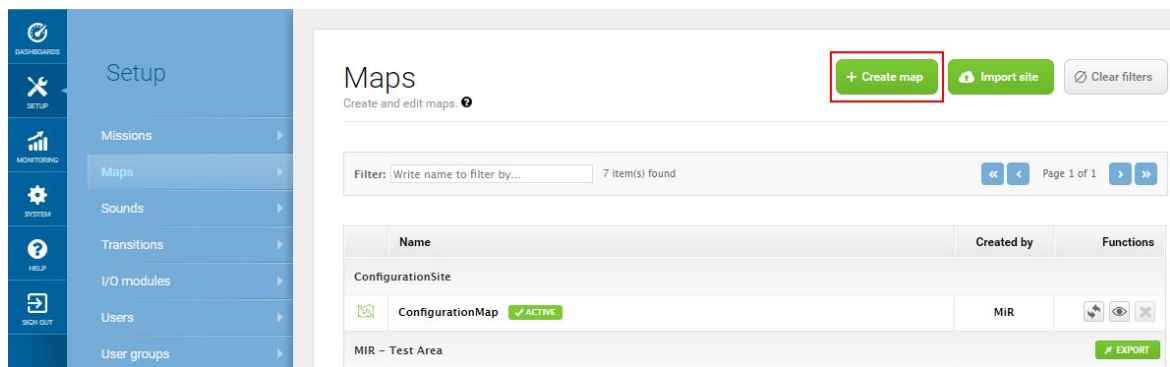 DASHBOARDS
SETUP
MONITORING
SYSTEM
HELP
SIGN OUT
Setup
Missions
Maps
Sounds
Transitions
I/O modules
Users
User groups
Maps
Create and edit maps.
+ Create map
Import site
Clear filters
Filter: Write name to filter by... 7 item(s) found
Page 1 of 1
Name Created by Functions
ConfigurationSite
ConfigurationMap ACTIVE MiR
MIR - Test Area EXPORT